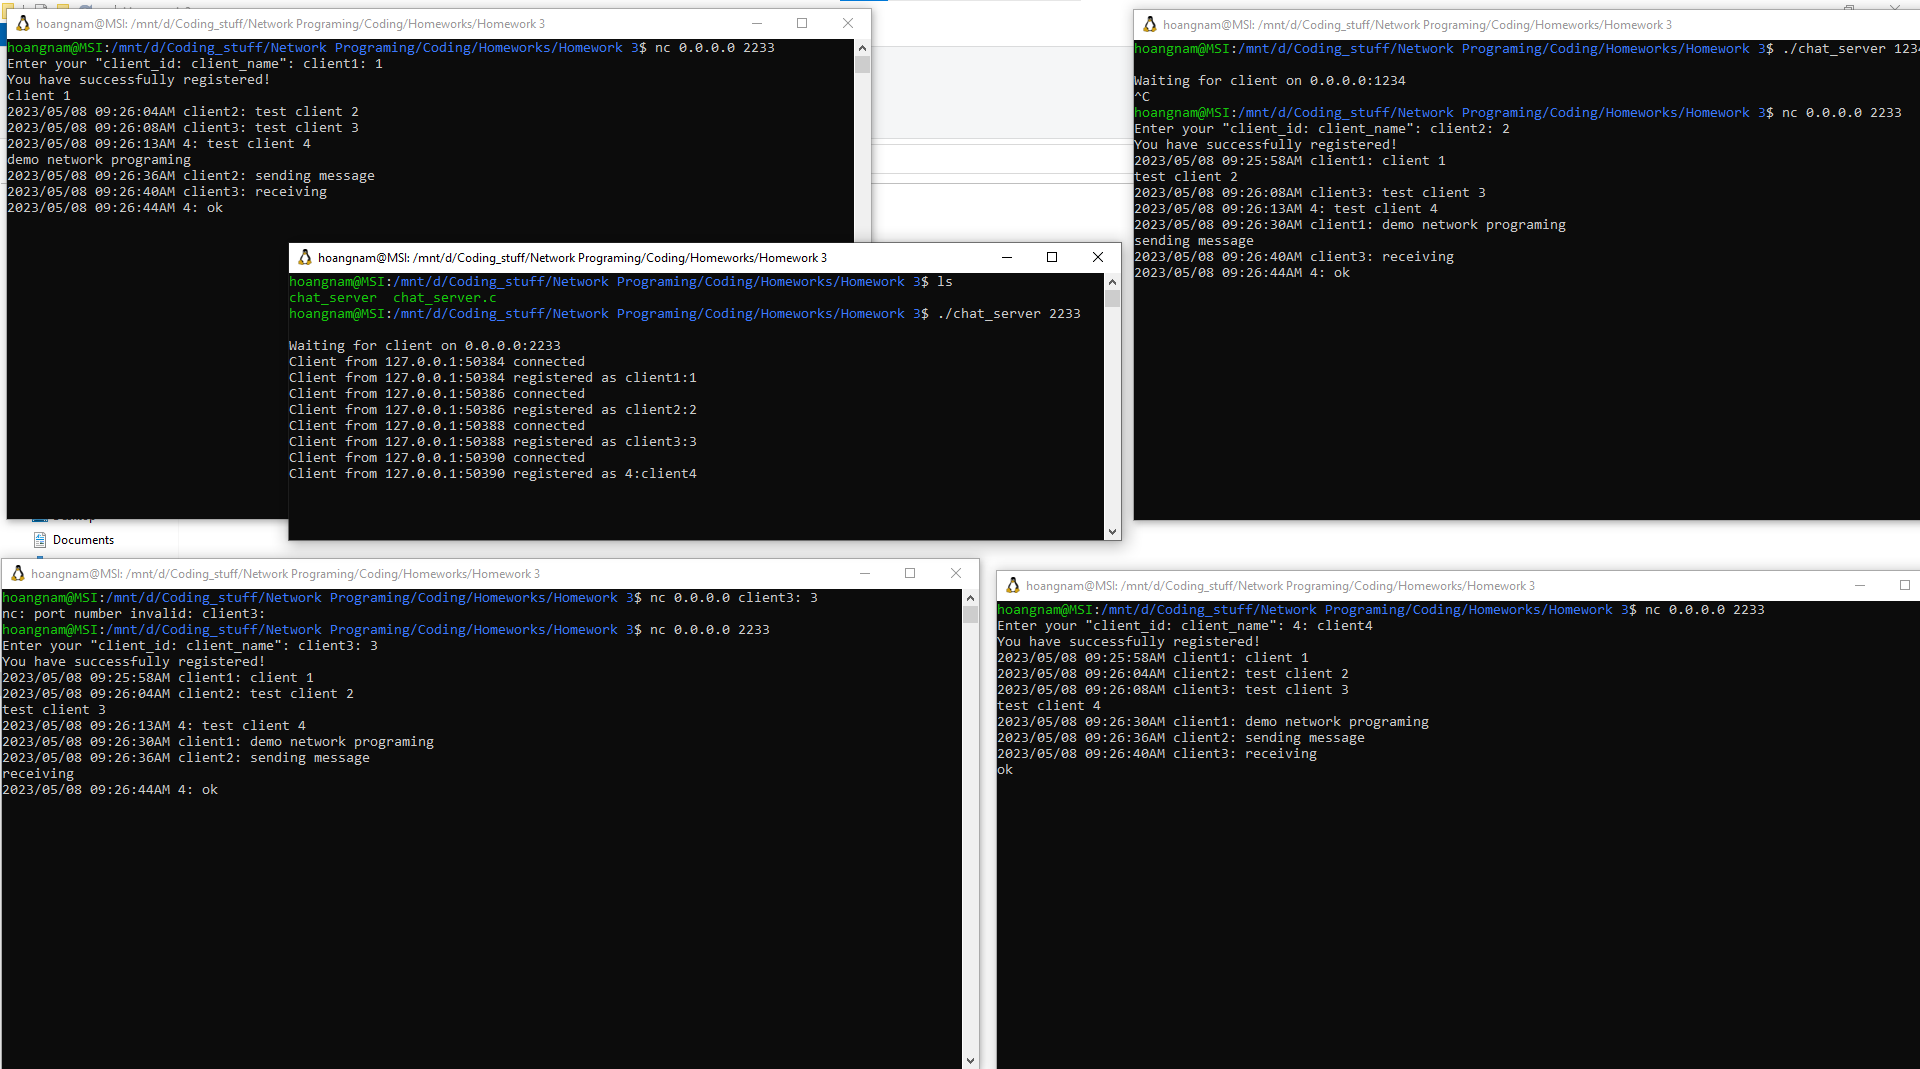 hoangnam@MSI: /mnt/d/Coding_stuff/Network Programing/Coding/Homeworks/Homework 3
hoangnam@MSI:/mnt/d/Coding_stuff/Network Programing/Coding/Homeworks/Homework 3$ nc 0.0.0.0 2233
Enter your "client_id: client_name": client1: 1
You have successfully registered!
client 1
2023/05/08 09:26:04AM client2: test client 2
2023/05/08 09:26:08AM client3: test client 3
2023/05/08 09:26:13AM 4: test client 4
demo network programing
2023/05/08 09:26:36AM client2: sending message
2023/05/08 09:26:40AM client3: receiving
2023/05/08 09:26:44AM 4: ok
hoangnam@MSI: /mnt/d/Coding_stuff/Network Programing/Coding/Homeworks/Homework 3
hoangnam@MSI:/mnt/d/Coding_stuff/Network Programing/Coding/Homeworks/Homework 3$ ./chat_server 1234
Waiting for client on 0.0.0.0:1234
^C
hoangnam@MSI:/mnt/d/Coding_stuff/Network Programing/Coding/Homeworks/Homework 3$ nc 0.0.0.0 2233
Enter your "client_id: client_name": client2: 2
You have successfully registered!
2023/05/08 09:25:58AM client1: client 1
test client 2
2023/05/08 09:26:08AM client3: test client 3
2023/05/08 09:26:13AM 4: test client 4
2023/05/08 09:26:30AM client1: demo network programing
sending message
2023/05/08 09:26:40AM client3: receiving
2023/05/08 09:26:44AM 4: ok
hoangnam@MSI: /mnt/d/Coding_stuff/Network Programing/Coding/Homeworks/Homework 3
hoangnam@MSI:/mnt/d/Coding_stuff/Network Programing/Coding/Homeworks/Homework 3$ ls
chat_server  chat_server.c
hoangnam@MSI:/mnt/d/Coding_stuff/Network Programing/Coding/Homeworks/Homework 3$ ./chat_server 2233
Waiting for client on 0.0.0.0:2233
Client from 127.0.0.1:50384 connected
Client from 127.0.0.1:50384 registered as client1:1
Client from 127.0.0.1:50386 connected
Client from 127.0.0.1:50386 registered as client2:2
Client from 127.0.0.1:50388 connected
Client from 127.0.0.1:50388 registered as client3:3
Client from 127.0.0.1:50390 connected
Client from 127.0.0.1:50390 registered as 4:client4
Documents
hoangnam@MSI: /mnt/d/Coding_stuff/Network Programing/Coding/Homeworks/Homework 3
hoangnam@MSI:/mnt/d/Coding_stuff/Network Programing/Coding/Homeworks/Homework 3$ nc 0.0.0.0 client3: 3
nc: port number invalid: client3:
hoangnam@MSI:/mnt/d/Coding_stuff/Network Programing/Coding/Homeworks/Homework 3$ nc 0.0.0.0 2233
Enter your "client_id: client_name": client3: 3
You have successfully registered!
2023/05/08 09:25:58AM client1: client 1
2023/05/08 09:26:04AM client2: test client 2
test client 3
2023/05/08 09:26:13AM 4: test client 4
2023/05/08 09:26:30AM client1: demo network programing
2023/05/08 09:26:36AM client2: sending message
receiving
2023/05/08 09:26:44AM 4: ok
hoangnam@MSI: /mnt/d/Coding_stuff/Network Programing/Coding/Homeworks/Homework 3
hoangnam@MSI:/mnt/d/Coding_stuff/Network Programing/Coding/Homeworks/Homework 3$ nc 0.0.0.0 2233
Enter your "client_id: client_name": 4: client4
You have successfully registered!
2023/05/08 09:25:58AM client1: client 1
2023/05/08 09:26:04AM client2: test client 2
2023/05/08 09:26:08AM client3: test client 3
test client 4
2023/05/08 09:26:30AM client1: demo network programing
2023/05/08 09:26:36AM client2: sending message
2023/05/08 09:26:40AM client3: receiving
ok